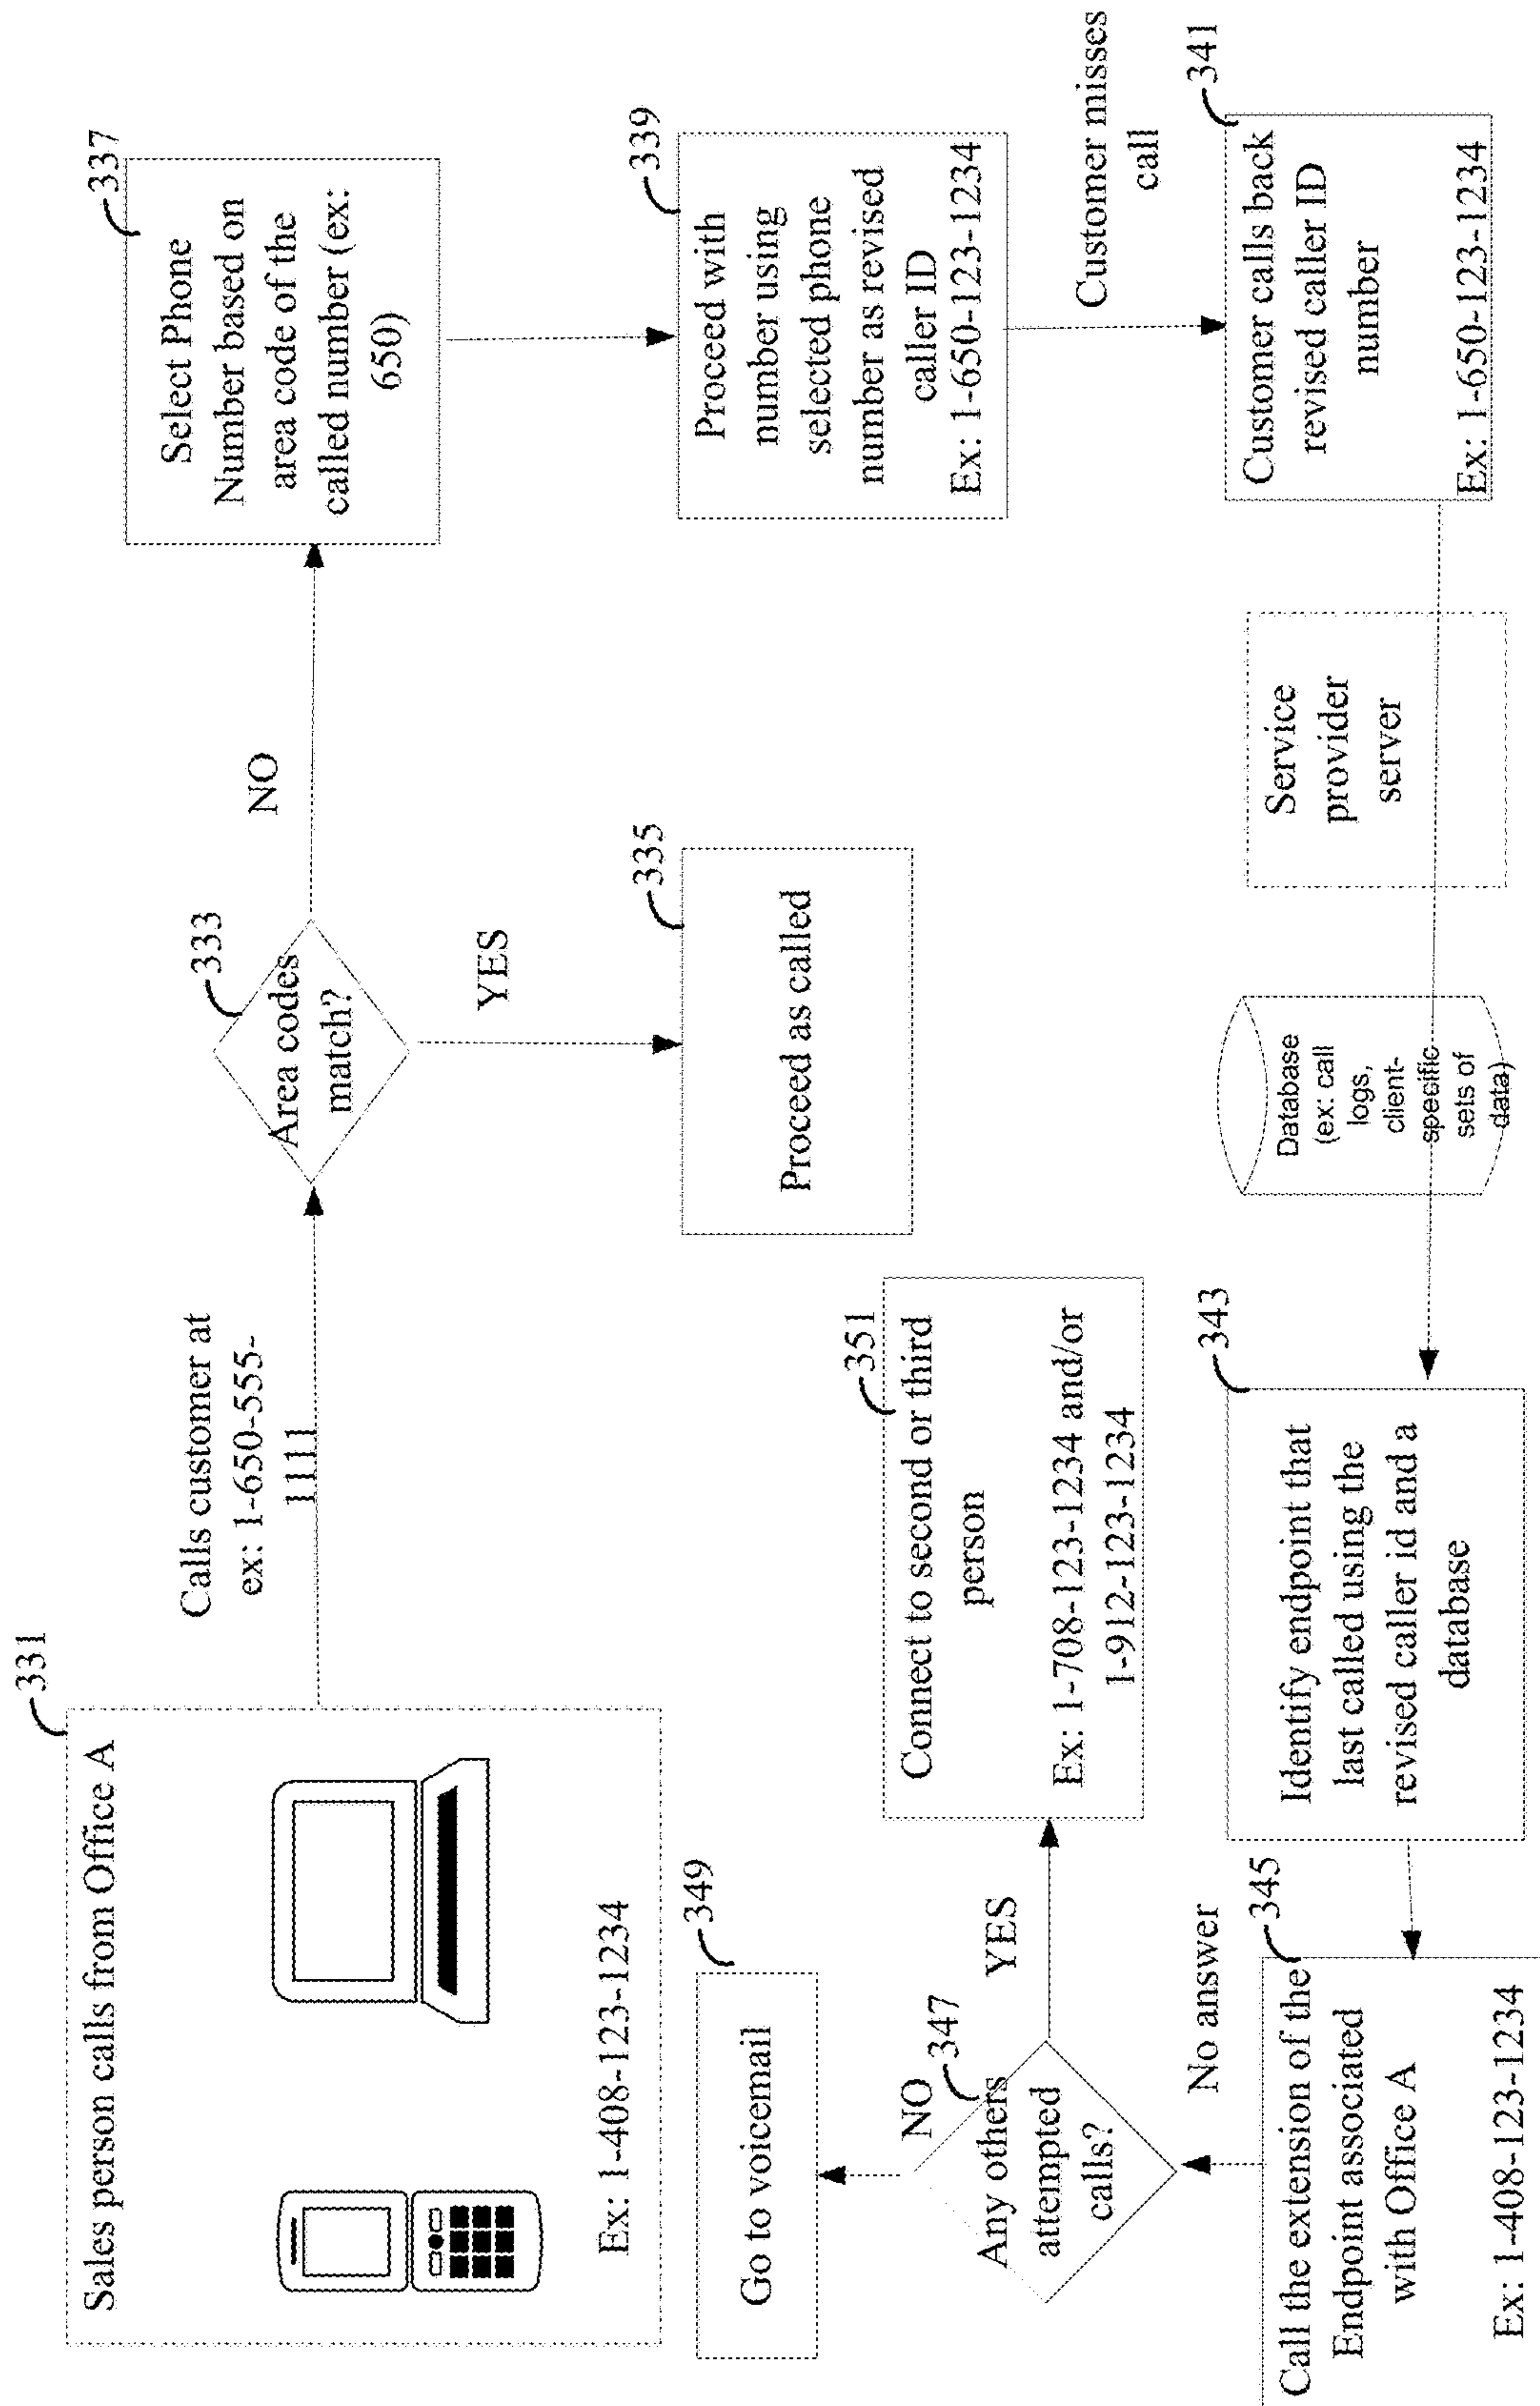 331
Sales person calls from Office A
Ex: 1-408-123-1234
Calls customer at
ex: 1-650-555-
1111
333
Area codes
match?
NO
YES
335
Proceed as called
337
Select Phone
Number based on
area code of the
called number (ex:
650)
339
Proceed with
number using
selected phone
number as revised
caller ID
Ex: 1-650-123-1234
Customer misses
call
341
Customer calls back
revised caller ID
number
Ex: 1-650-123-1234
Service
provider
server
Database
(ex: call
logs,
client-
specific
sets of
data)
343
Identify endpoint that
last called using the
revised caller id and a
database
345
Call the extension of the
Endpoint associated
with Office A
Ex: 1-408-123-1234
No answer
347
Any others
attempted
calls?
NO
YES
349
Go to voicemail
351
Connect to second or third
person
Ex: 1-708-123-1234 and/or
1-912-123-1234